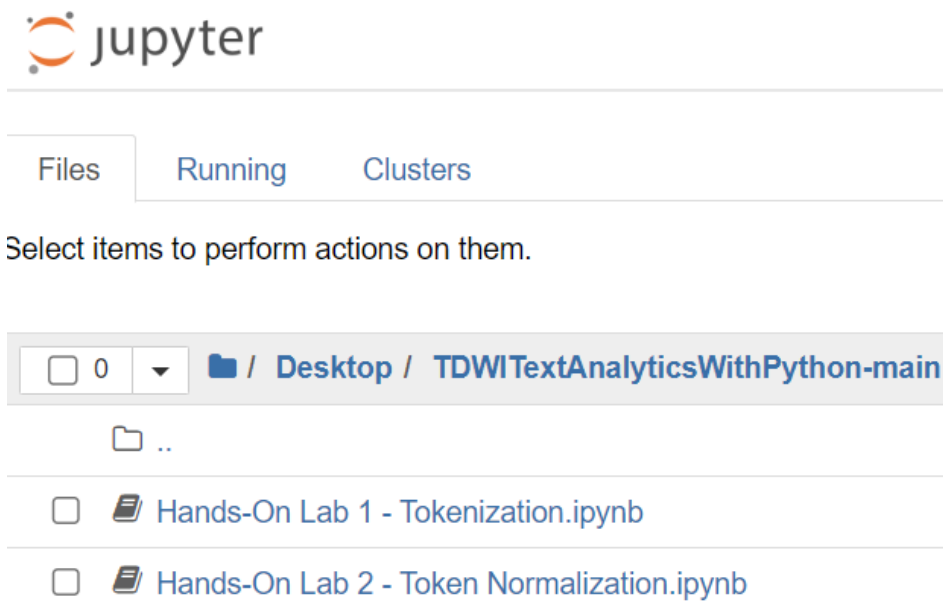 jupyter
Files Running Clusters
Select items to perform actions on them.
0 / Desktop / TDWITextAnalyticsWithPython-main
..
Hands-On Lab 1 - Tokenization.ipynb
Hands-On Lab 2 - Token Normalization.ipynb